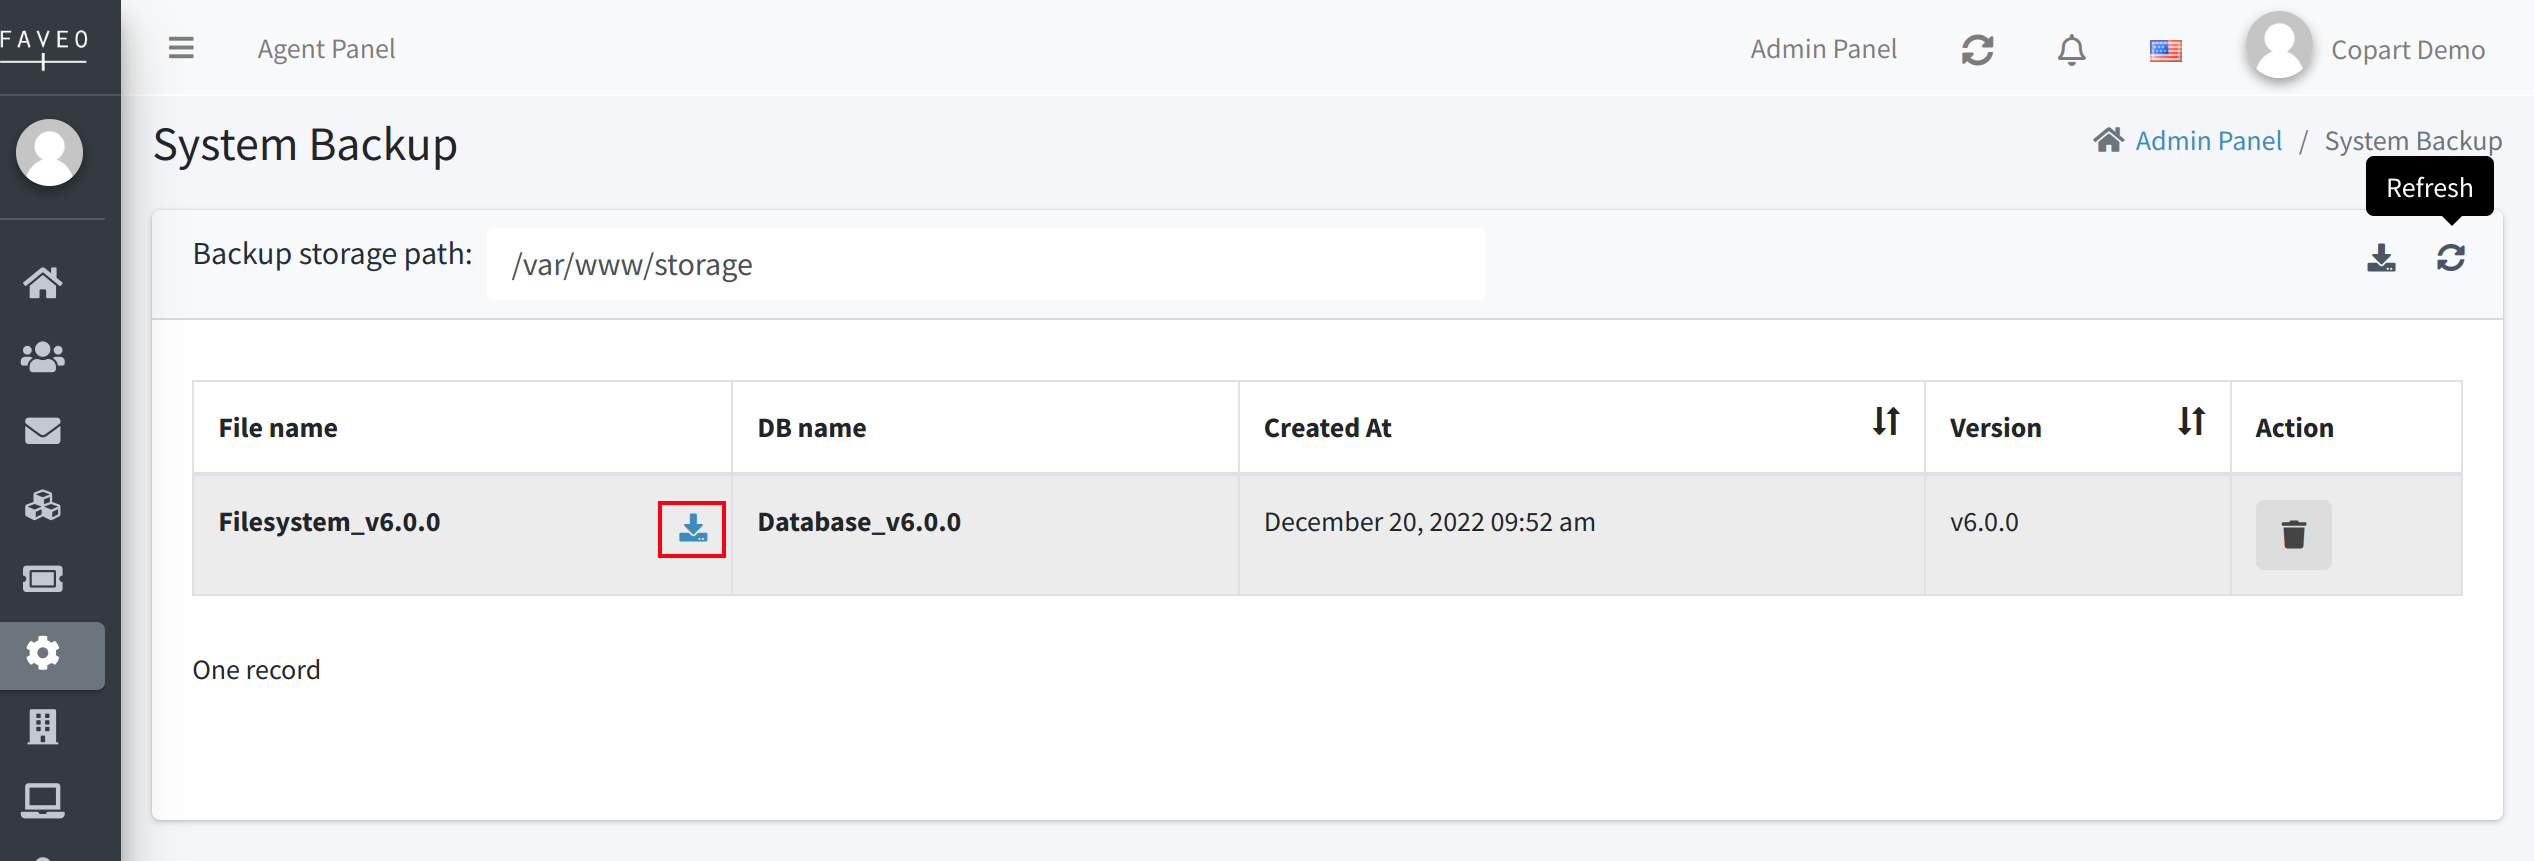 FAVEO
Agent Panel
Admin Panel
Copart Demo
System Backup
Admin Panel / System Backup
Refresh
Backup storage path:
/var/www/storage
File name
DB name
Created At
Version
Action
Filesystem_v6.0.0
Database_v6.0.0
December 20, 2022 09:52 am
v6.0.0
One record